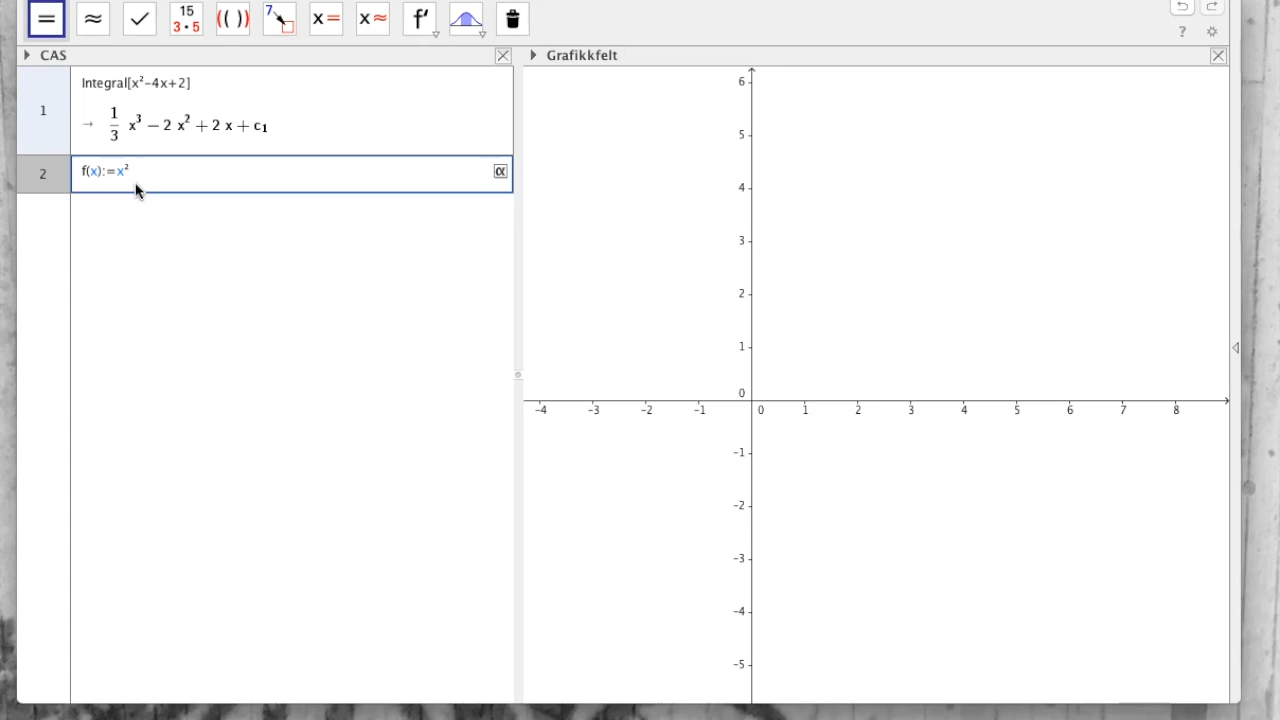 = ≈ ✓ 15 3·5 (( )) 7 x= x≈ f'
?
CAS
Grafikkfelt
1
Integral[x²-4x+2]
→ 1/3 x³ − 2 x² + 2 x + c₁
2
f(x):=x²
α
6
5
4
3
2
1
0
-4 -3 -2 -1 0 1 2 3 4 5 6 7 8
-1
-2
-3
-4
-5